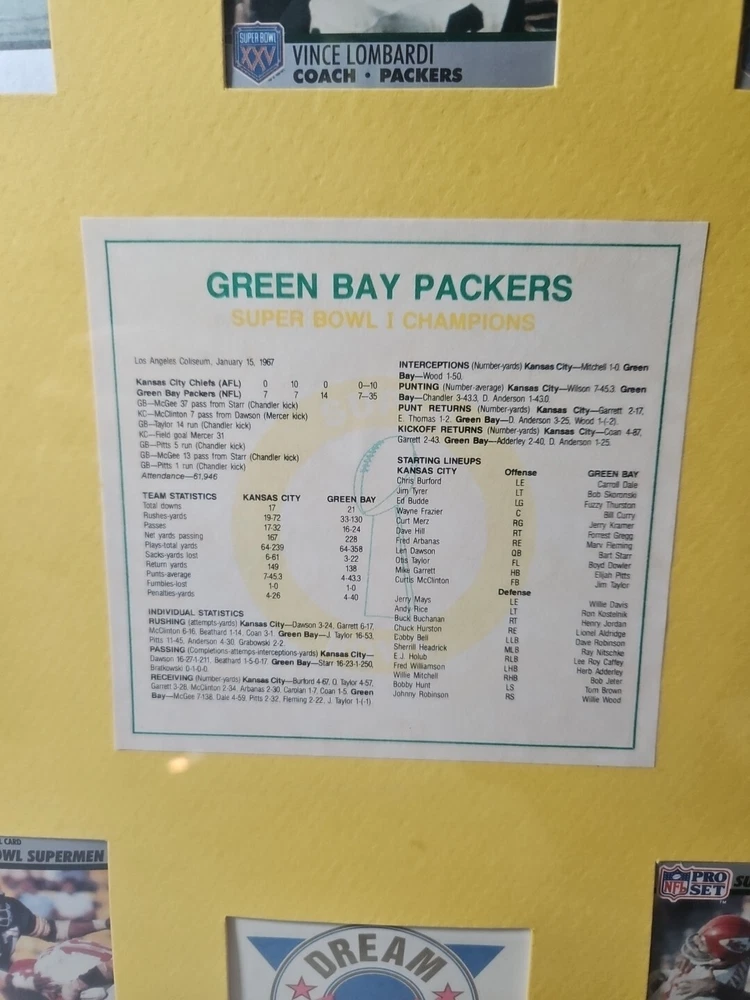 SUPER BOWL
XXV
VINCE LOMBARDI
COACH • PACKERS
GREEN BAY PACKERS
SUPER BOWL I CHAMPIONS
Los Angeles Coliseum, January 15, 1967
Kansas City Chiefs (AFL) 0 10 0 0—10
Green Bay Packers (NFL) 7 7 14 7—35
GB—McGee 37 pass from Starr (Chandler kick)
KC—McClinton 7 pass from Dawson (Mercer kick)
GB—Taylor 14 run (Chandler kick)
KC—Field goal Mercer 31
GB—Pitts 5 run (Chandler kick)
GB—McGee 13 pass from Starr (Chandler kick)
GB—Pitts 1 run (Chandler kick)
Attendance—61,946
TEAM STATISTICS KANSAS CITY GREEN BAY
Total downs 17 21
Rushes-yards 19-72 33-130
Passes 17-32 16-24
Net yards passing 167 228
Plays-total yards 64-239 64-358
Sacks-yards lost 6-61 3-22
Return yards 149 138
Punts-average 7-45.3 4-43.3
Fumbles-lost 1-0 1-0
Penalties-yards 4-26 4-40
INDIVIDUAL STATISTICS
RUSHING (attempts-yards) Kansas City—Dawson 3-24, Garrett 6-17,
McClinton 6-16, Beathard 1-14, Coan 3-1. Green Bay—J. Taylor 16-53,
Pitts 11-45, Anderson 4-30, Grabowski 2-2.
PASSING (Completions-attemps-interceptions-yards) Kansas City—
Dawson 16-27-1-211, Beathard 1-5-0-17. Green Bay—Starr 16-23-1-250,
Bratkowski 0-1-0-0.
RECEIVING (Number-yards) Kansas City—Burford 4-67, O. Taylor 4-57,
Garrett 3-28, McClinton 2-34, Arbanas 2-30, Carolan 1-7, Coan 1-5. Green
Bay—McGee 7-138, Dale 4-59, Pitts 2-32, Fleming 2-22, J. Taylor 1-(-1).
INTERCEPTIONS (Number-yards) Kansas City—Mitchell 1-0. Green
Bay—Wood 1-50.
PUNTING (Number-average) Kansas City—Wilson 7-45.3. Green
Bay—Chandler 3-43.3, D. Anderson 1-43.0.
PUNT RETURNS (Number-yards) Kansas City—Garrett 2-17,
E. Thomas 1-2. Green Bay—D. Anderson 3-25, Wood 1-(-2).
KICKOFF RETURNS (Number-yards) Kansas City—Coan 4-87,
Garrett 2-43. Green Bay—Adderley 2-40, D. Anderson 1-25.
STARTING LINEUPS
KANSAS CITY Offense GREEN BAY
Chris Burford LE Carroll Dale
Jim Tyrer LT Bob Skoronski
Ed Budde LG Fuzzy Thurston
Wayne Frazier C Bill Curry
Curt Merz RG Jerry Kramer
Dave Hill RT Forrest Gregg
Fred Arbanas RE Marv Fleming
Len Dawson QB Bart Starr
Otis Taylor FL Boyd Dowler
Mike Garrett HB Elijah Pitts
Curtis McClinton FB Jim Taylor
Defense
Jerry Mays LE Willie Davis
Andy Rice LT Ron Kostelnik
Buck Buchanan RT Henry Jordan
Chuck Hurston RE Lionel Aldridge
Bobby Bell LLB Dave Robinson
Sherrill Headrick MLB Ray Nitschke
E.J. Holub RLB Lee Roy Caffey
Fred Williamson LHB Herb Adderley
Willie Mitchell RHB Bob Jeter
Bobby Hunt LS Tom Brown
Johnny Robinson RS Willie Wood
CARD
OWL SUPERMEN
DREAM
NFL PRO SET
SU